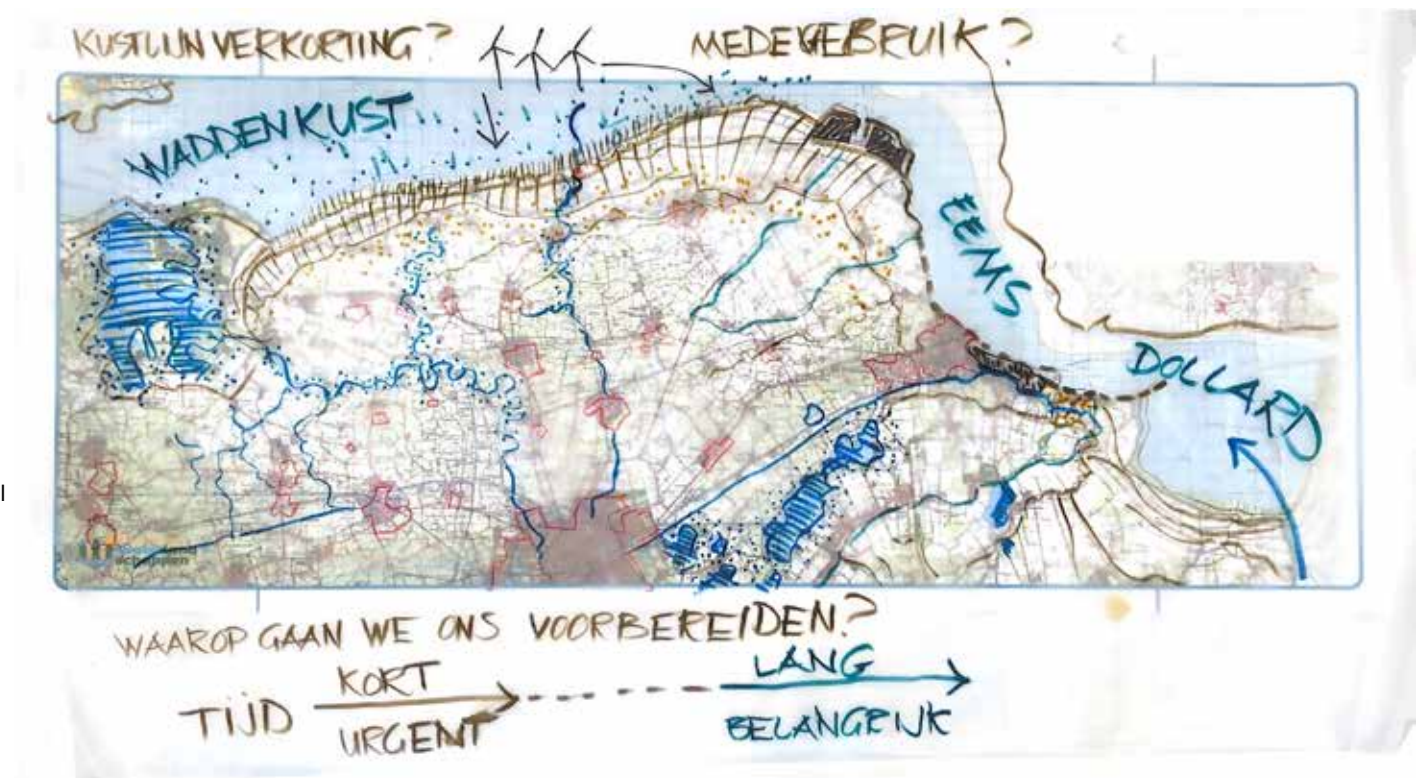 KUSTLIJNVERKORTING?
MEDEGEBRUIK?
WADDENKUST
EEMS
DOLLARD
WAAROP GAAN WE ONS VOORBEREIDEN?
TIJD
KORT
URGENT
LANG
BELANGRIJK